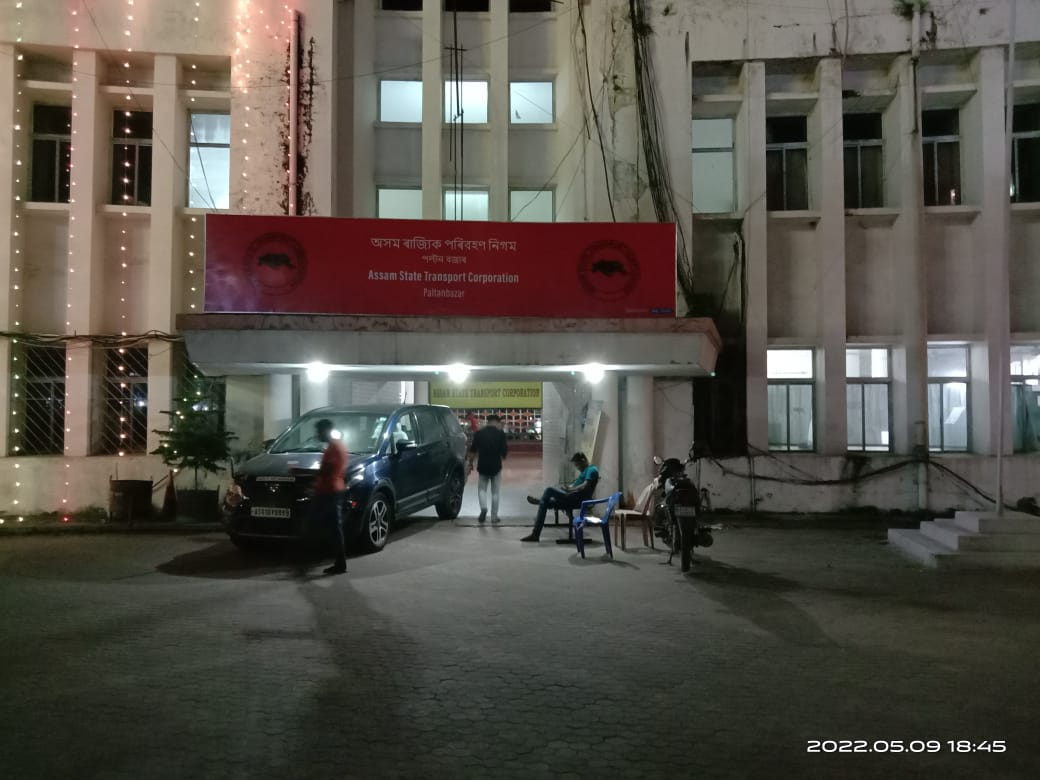 অসম ৰাজ্যিক পৰিবহণ নিগম
পল্টন বজাৰ
Assam State Transport Corporation
Paltanbazar
ASSAM STATE TRANSPORT CORPORATION
2022.05.09 18:45